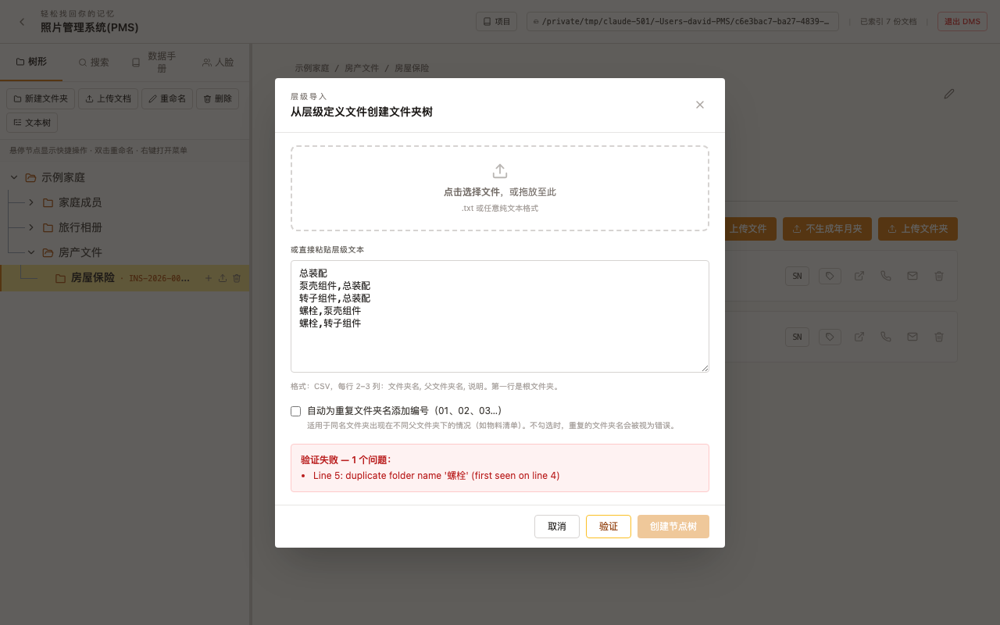 轻松找回你的记忆
照片管理系统(PMS)
项目
/private/tmp/claude-501/-Users-david-PMS/c6e3bac7-ba27-4839-…
已索引 7 份文档
退出 DMS
树形
搜索
数据手册
人脸
新建文件夹
上传文档
重命名
删除
文本树
悬停节点显示快捷操作 · 双击重命名 · 右键打开菜单
示例家庭
家庭成员
旅行相册
房产文件
房屋保险 · INS-2026-00...
示例家庭 / 房产文件 / 房屋保险
上传文件
不生成年月夹
上传文件夹
SN
SN
层级导入
从层级定义文件创建文件夹树
点击选择文件，或拖放至此
.txt 或任意纯文本格式
或直接粘贴层级文本
总装配
泵壳组件,总装配
转子组件,总装配
螺栓,泵壳组件
螺栓,转子组件
格式：CSV，每行 2–3 列：文件夹名, 父文件夹名, 说明。第一行是根文件夹。
自动为重复文件夹名添加编号（01、02、03…）
适用于同名文件夹出现在不同父文件夹下的情况（如物料清单）。不勾选时，重复的文件夹名会被视为错误。
验证失败 — 1 个问题：
Line 5: duplicate folder name '螺栓' (first seen on line 4)
取消
验证
创建节点树